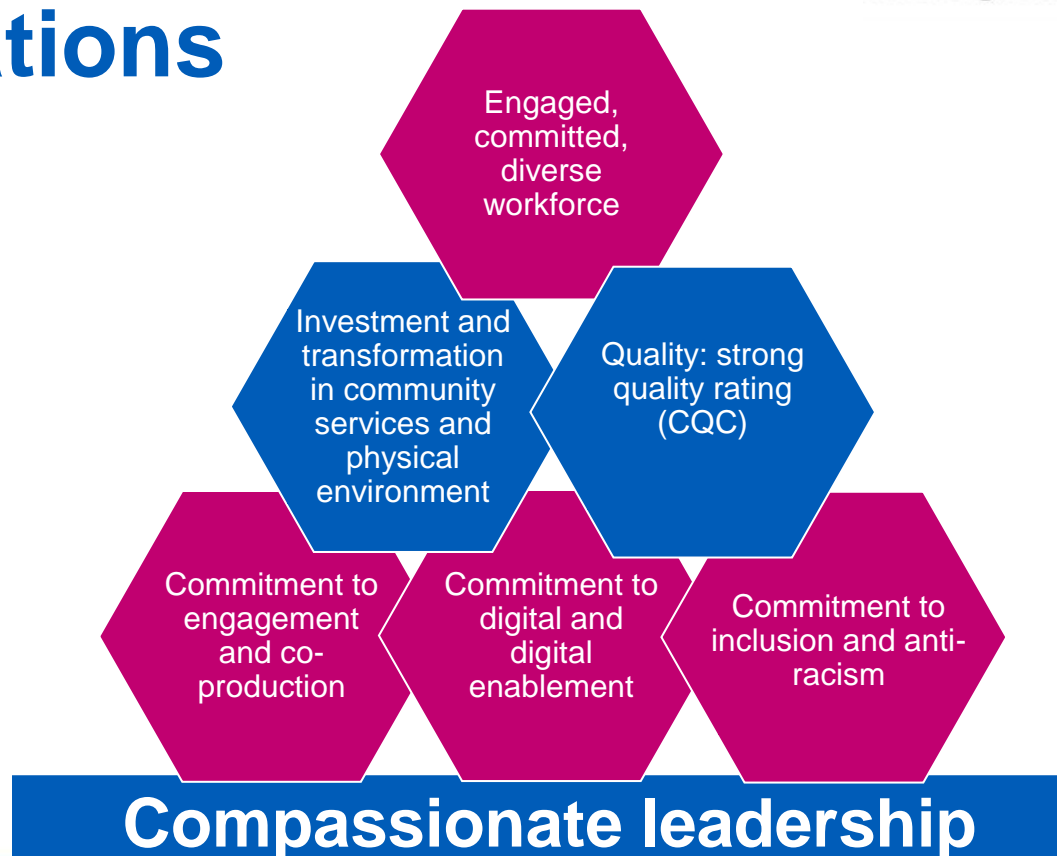 ations
Engaged,
committed,
diverse
workforce
Investment and
transformation
in community
services and
physical
environment
Quality: strong
quality rating
(CQC)
Commitment to
engagement
and co-
production
Commitment to
digital and
digital
enablement
Commitment to
inclusion and anti-
racism
Compassionate leadership